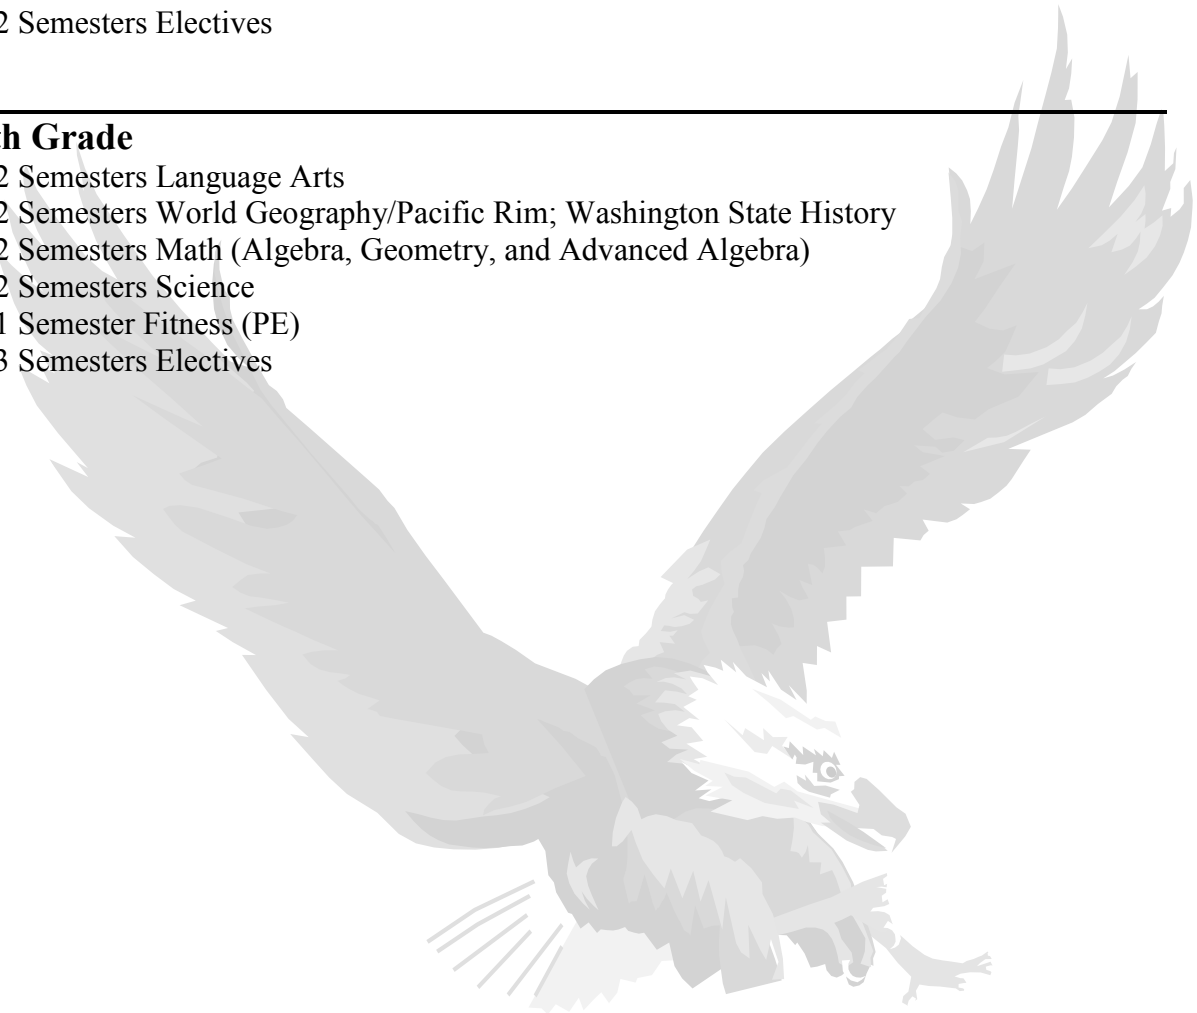 2 Semesters Electives
th Grade
2 Semesters Language Arts
2 Semesters World Geography/Pacific Rim; Washington State History
2 Semesters Math (Algebra, Geometry, and Advanced Algebra)
2 Semesters Science
1 Semester Fitness (PE)
3 Semesters Electives